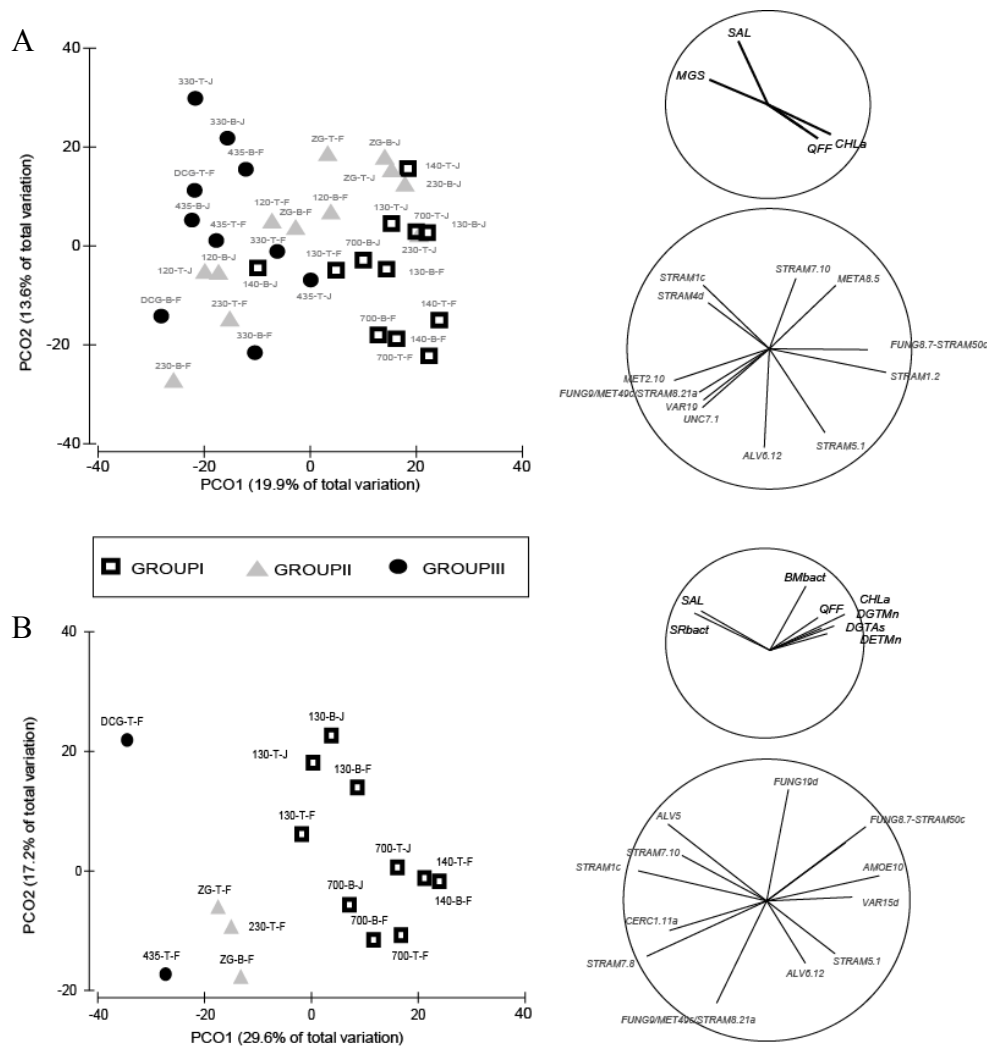 A
40
20
0
-20
-40
-40
-20
0
20
40
PCO2 (13.6% of total variation)
PCO1 (19.9% of total variation)
330-T-J
330-B-J
435-B-F
DCG-T-F
435-B-J
435-T-F
120-T-F
ZG-T-F
ZG-B-J
ZG-T-J
230-B-J
140-T-J
120-B-F
ZG-B-F
130-T-J
700-T-J
130-B-J
230-T-J
120-B-J
120-T-J
330-T-F
130-T-F
700-B-J
130-B-F
140-B-J
435-T-J
DCG-B-F
230-T-F
140-T-F
700-B-F
140-B-F
700-T-F
330-B-F
230-B-F
SAL
MGS
QFF
CHLa
STRAM1c
STRAM4d
STRAM7.10
META8.5
FUNG8.7-STRAM50c
STRAM1.2
MET2.10
FUNG9/MET49c/STRAM8.21a
VAR19
UNC7.1
ALV6.12
STRAM5.1
GROUPI
GROUPII
GROUPIII
B
40
20
0
-20
-40
-20
0
20
40
PCO2 (17.2% of total variation)
PCO1 (29.6% of total variation)
DCG-T-F
130-B-J
130-T-J
130-B-F
130-T-F
700-T-J
140-T-F
140-B-F
700-B-J
700-B-F
700-T-F
ZG-T-F
230-T-F
ZG-B-F
435-T-F
BMbact
SAL
SRbact
QFF
CHLa
DGTMn
DGTAs
DETMn
FUNG19d
ALV5
FUNG8.7-STRAM50c
STRAM7.10
STRAM1c
AMOE10
VAR15d
CERC1.11a
STRAM7.8
STRAM5.1
ALV6.12
FUNG9/MET49c/STRAM8.21a